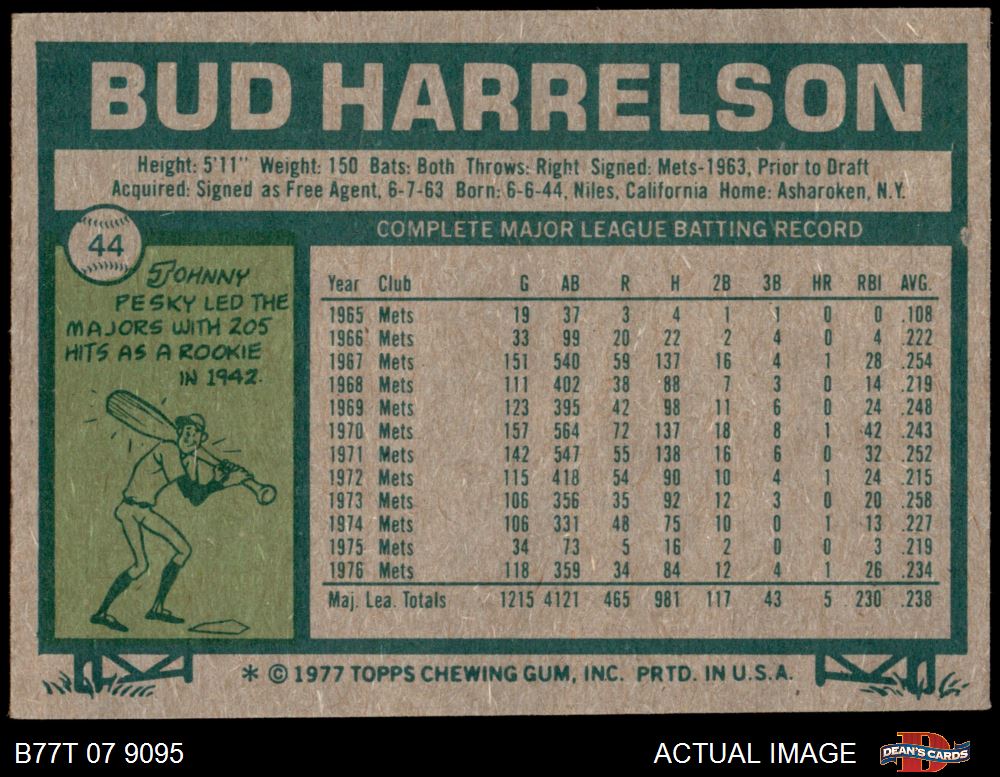 BUD HARRELSON
Height: 5'11" Weight: 150 Bats: Both Throws: Right Signed: Mets-1963, Prior to Draft
Acquired: Signed as Free Agent, 6-7-63 Born: 6-6-44, Niles, California Home: Asharoken, N.Y.
44
JOHNNY
PESKY LED THE
MAJORS WITH 205
HITS AS A ROOKIE
IN 1942.
COMPLETE MAJOR LEAGUE BATTING RECORD
Year Club G AB R H 2B 3B HR RBI AVG.
1965 Mets 19 37 3 4 1 1 0 0 .108
1966 Mets 33 99 20 22 2 4 0 4 .222
1967 Mets 151 540 59 137 16 4 1 28 .254
1968 Mets 111 402 38 88 7 3 0 14 .219
1969 Mets 123 395 42 98 11 6 0 24 .248
1970 Mets 157 564 72 137 18 8 1 42 .243
1971 Mets 142 547 55 138 16 6 0 32 .252
1972 Mets 115 418 54 90 10 4 1 24 .215
1973 Mets 106 356 35 92 12 3 0 20 .258
1974 Mets 106 331 48 75 10 0 1 13 .227
1975 Mets 34 73 5 16 2 0 0 3 .219
1976 Mets 118 359 34 84 12 4 1 26 .234
Maj. Lea. Totals 1215 4121 465 981 117 43 5 230 .238
* © 1977 TOPPS CHEWING GUM, INC. PRTD. IN U.S.A.
B77T 07 9095
ACTUAL IMAGE
D
DEAN'S CARDS